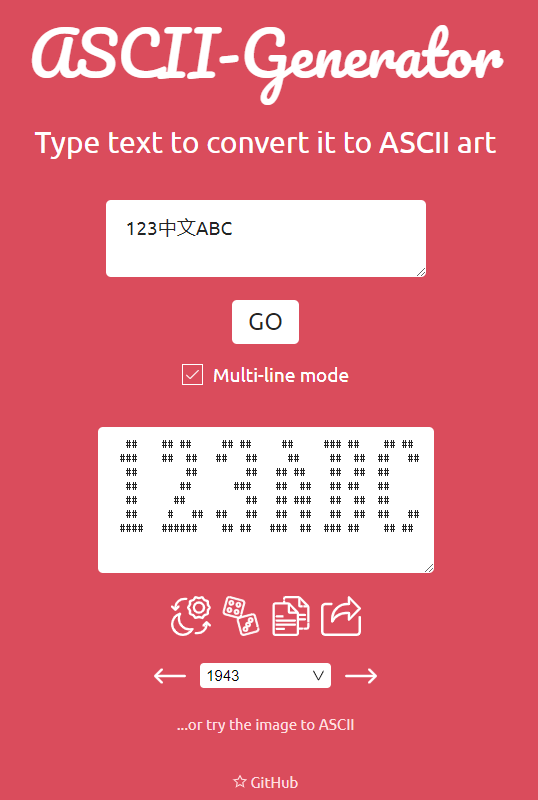 ASCII-Generator
Type text to convert it to ASCII art
123中文ABC
GO
Multi-line mode
123ABC
1943
...or try the image to ASCII
GitHub